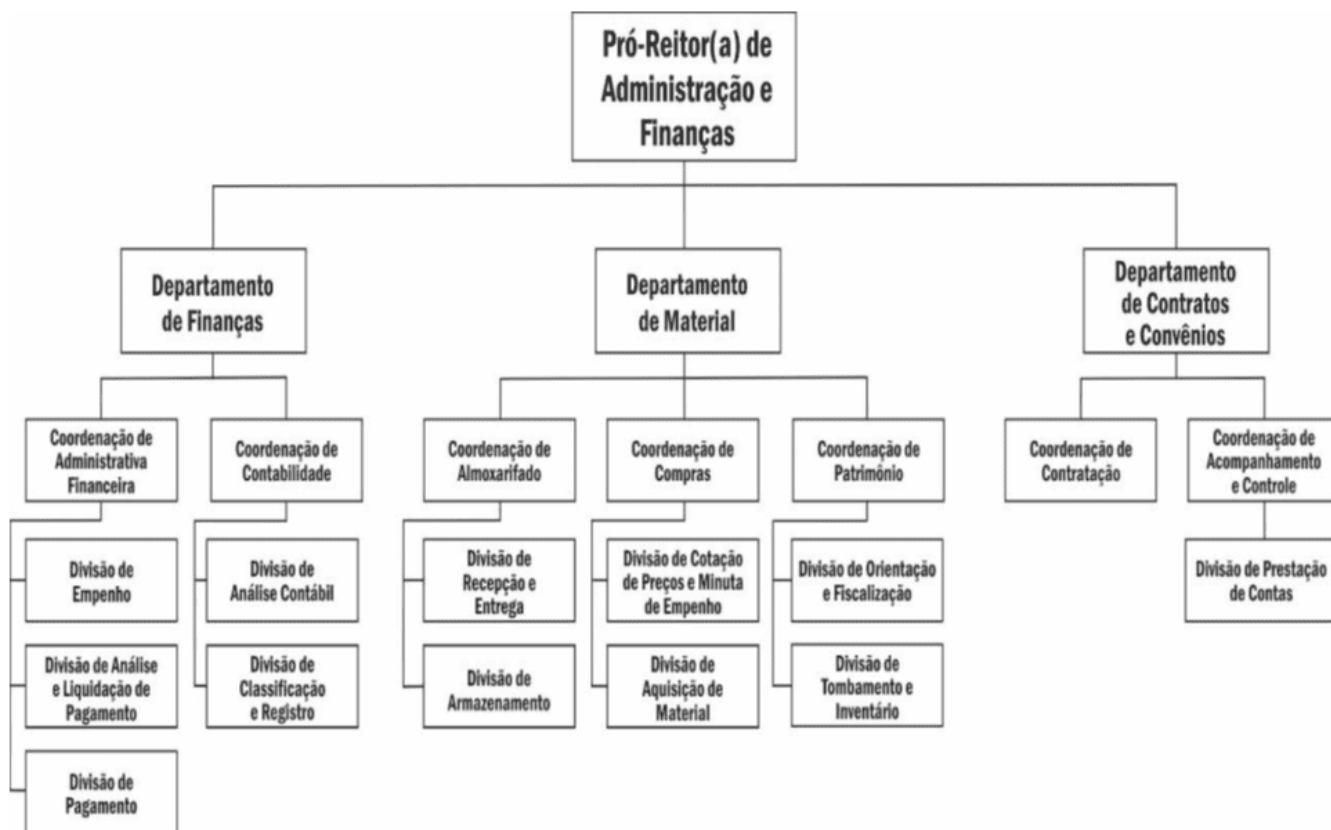 Pró-Reitor(a) de
Administração e
Finanças
Departamento
de Finanças
Departamento
de Material
Departamento
de Contratos
e Convênios
Coordenação de
Administrativa
Financeira
Coordenação de
Contabilidade
Coordenação de
Almoxarifado
Coordenação de
Compras
Coordenação de
Patrimônio
Coordenação de
Contratação
Coordenação de
Acompanhamento
e Controle
Divisão de
Empenho
Divisão de
Análise Contábil
Divisão de
Recepção e
Entrega
Divisão de Cotação
de Preços e Minuta
de Empenho
Divisão de Orientação
e Fiscalização
Divisão de Prestação
de Contas
Divisão de Análise
e Liquidação de
Pagamento
Divisão de
Classificação
e Registro
Divisão de
Armazenamento
Divisão de
Aquisição de
Material
Divisão de
Tombamento e
Inventário
Divisão de
Pagamento